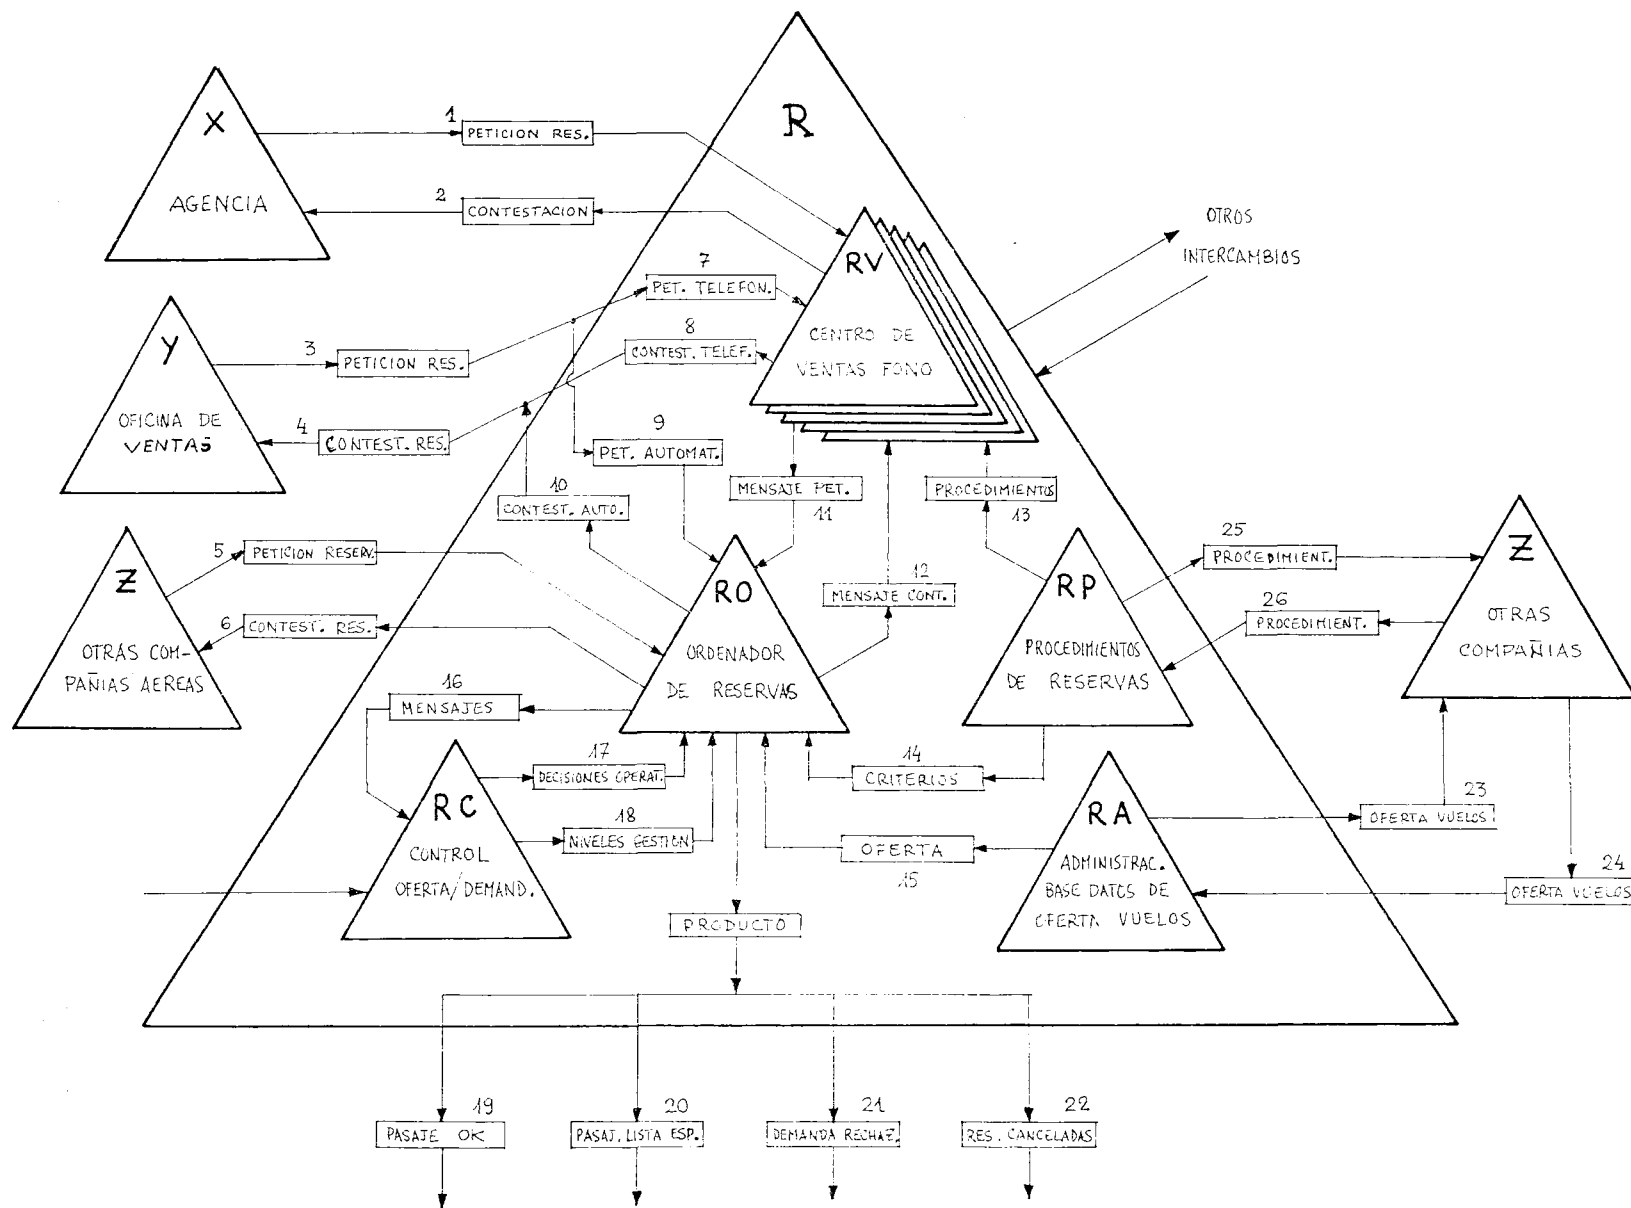 R
X
AGENCIA
1
PETICION RES.
2
CONTESTACION
OTROS
INTERCAMBIOS
RV
CENTRO DE
VENTAS FONO
7
PET. TELEFON.
8
CONTEST. TELEF.
Y
OFICINA DE
VENTAS
3
PETICION RES.
4
CONTEST. RES.
9
PET. AUTOMAT.
10
CONTEST. AUTO.
MENSAJE PET.
11
PROCEDIMIENTOS
13
Z
OTRAS COM-
PAÑIAS AEREAS
5
PETICION RESERV.
6
CONTEST. RES.
RO
ORDENADOR
DE RESERVAS
12
MENSAJE CONT.
RP
PROCEDIMIENTOS
DE RESERVAS
25
PROCEDIMIENT.
26
PROCEDIMIENT.
Z
OTRAS
COMPAÑIAS
16
MENSAJES
17
DECISIONES OPERAT.
18
NIVELES GESTION
RC
CONTROL
OFERTA/DEMAND.
14
CRITERIOS
OFERTA
15
RA
ADMINISTRAC.
BASE DATOS DE
OFERTA VUELOS
23
OFERTA VUELOS
24
OFERTA VUELOS
PRODUCTO
19
PASAJE OK
20
PASAJ. LISTA ESP.
21
DEMANDA RECHAZ.
22
RES. CANCELADAS